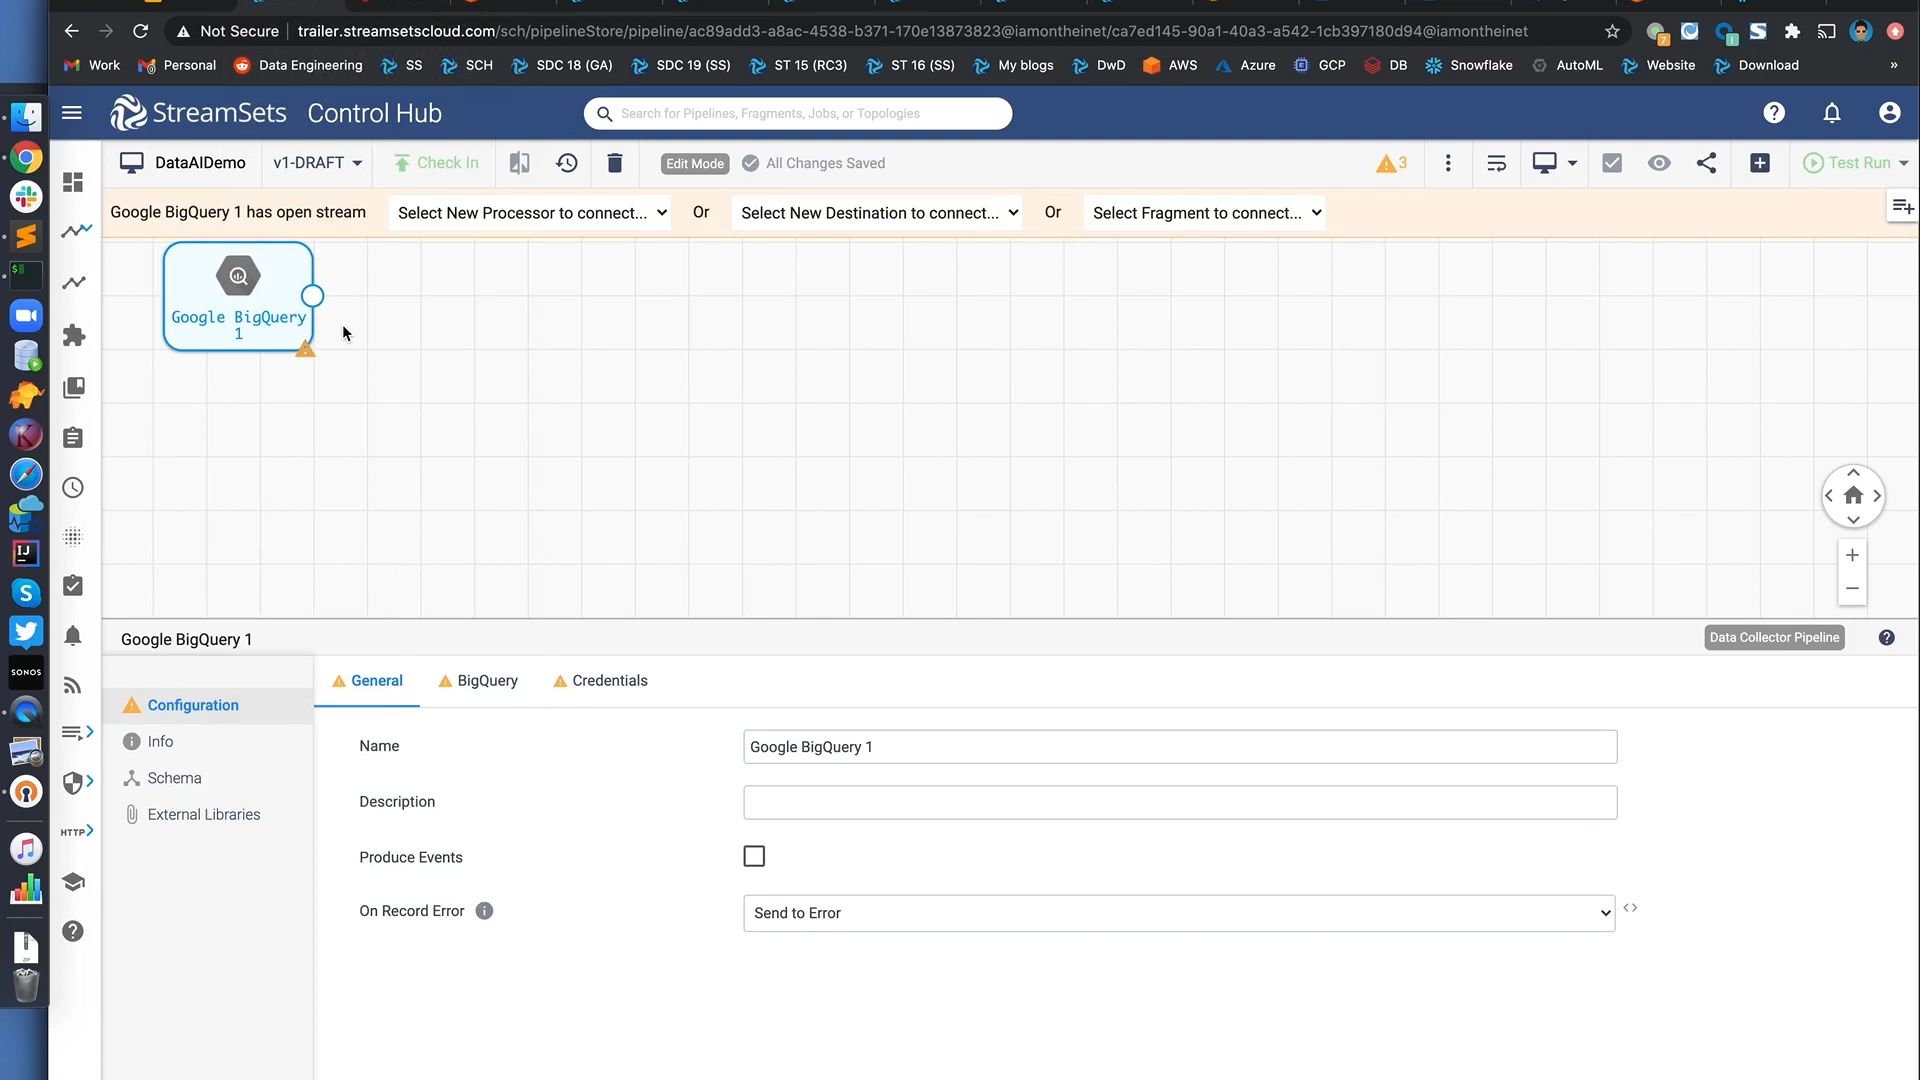 Not Secure trailer.streamsetscloud.com/sch/pipelineStore/pipeline/ac89add3-a8ac-4538-b371-170e13873823@iamontheinet/ca7ed145-90a1-40a3-a542-1cb397180d94@iamontheinet
Work Personal Data Engineering SS SCH SDC 18 (GA) SDC 19 (SS) ST 15 (RC3) ST 16 (SS) My blogs DwD AWS Azure GCP DB Snowflake AutoML Website Download »
StreamSets Control Hub Search for Pipelines, Fragments, Jobs, or Topologies
DataAIDemo v1-DRAFT Check In Edit Mode All Changes Saved 3 Test Run
Google BigQuery 1 has open stream Select New Processor to connect... Or Select New Destination to connect... Or Select Fragment to connect...
Google BigQuery
1
Google BigQuery 1 Data Collector Pipeline
General BigQuery Credentials
Configuration
Info
Schema
External Libraries
Name Google BigQuery 1
Description
Produce Events
On Record Error Send to Error
HTTP
SONOS
IJ
ZIP